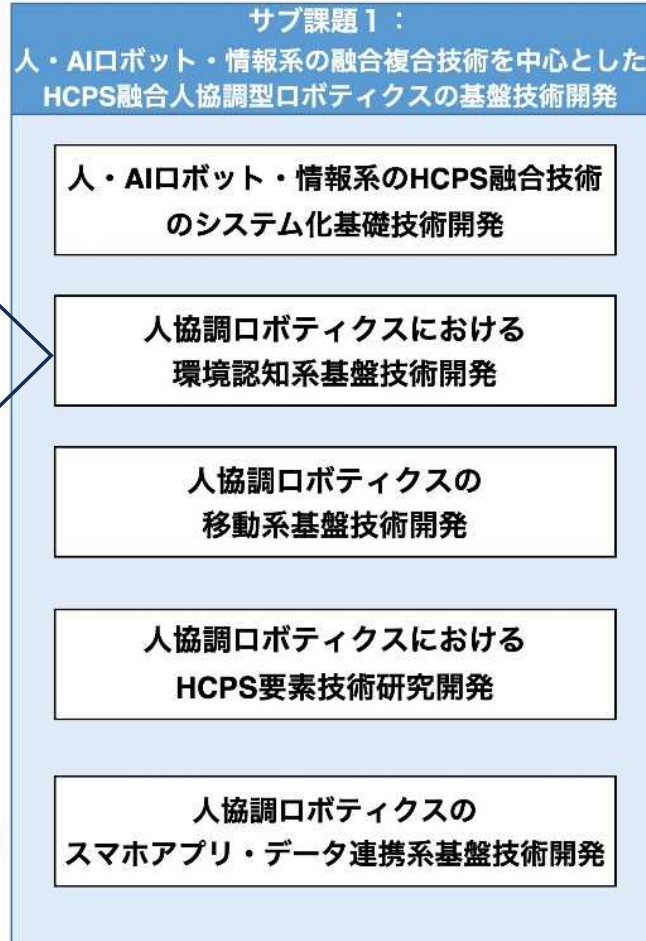 サブ課題1：
人・AIロボット・情報系の融合複合技術を中心とした
HCPS融合人協調型ロボティクスの基盤技術開発
人・AIロボット・情報系のHCPS融合技術
のシステム化基礎技術開発
人協調ロボティクスにおける
環境認知系基盤技術開発
人協調ロボティクスの
移動系基盤技術開発
人協調ロボティクスにおける
HCPS要素技術研究開発
人協調ロボティクスの
スマホアプリ・データ連携系基盤技術開発